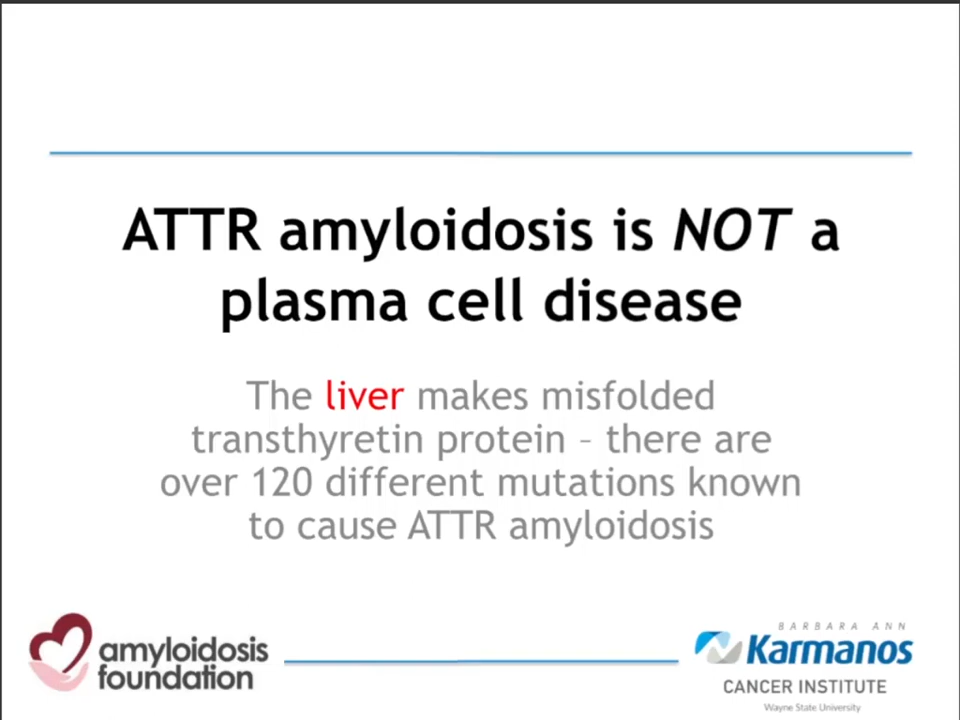 ATTR amyloidosis is NOT a
plasma cell disease
The liver makes misfolded
transthyretin protein – there are
over 120 different mutations known
to cause ATTR amyloidosis
amyloidosis
foundation
BARBARA ANN
Karmanos
CANCER INSTITUTE
Wayne State University